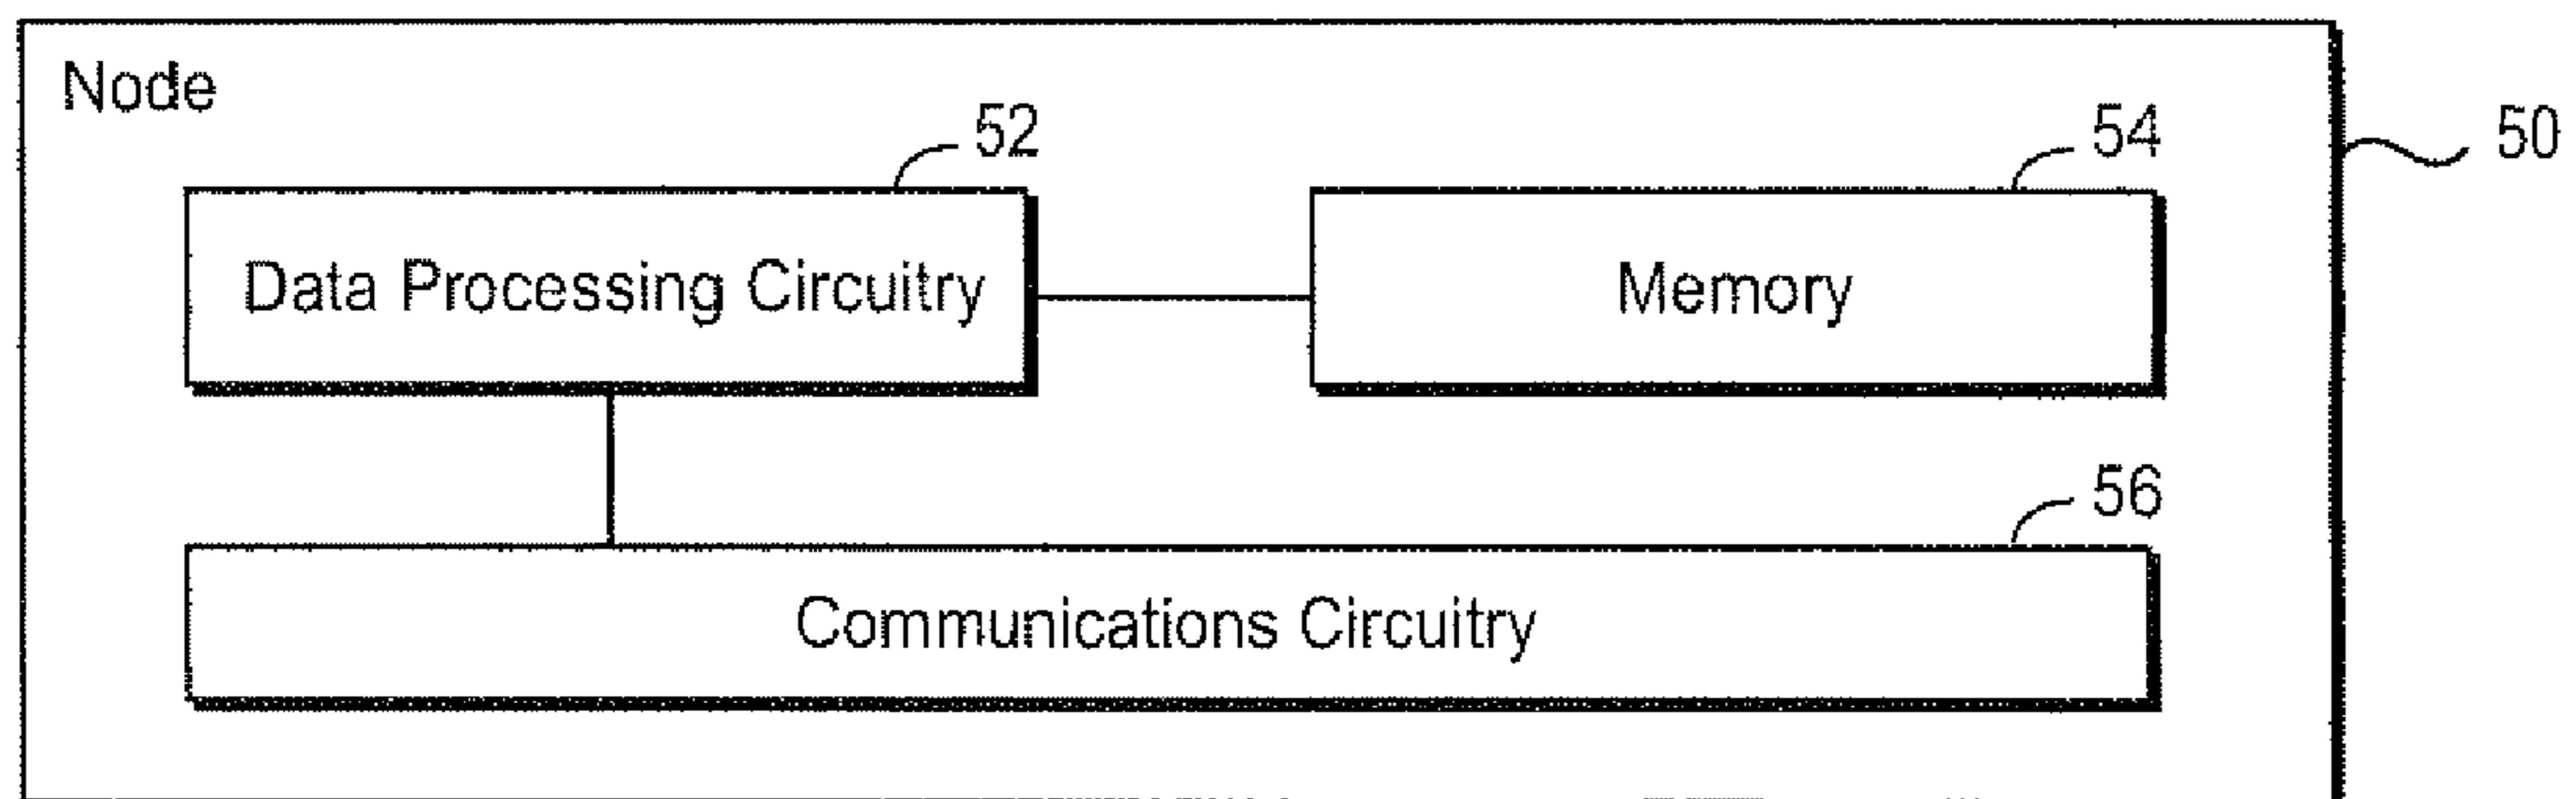 Node
52
54
50
Data Processing Circuitry
Memory
56
Communications Circuitry